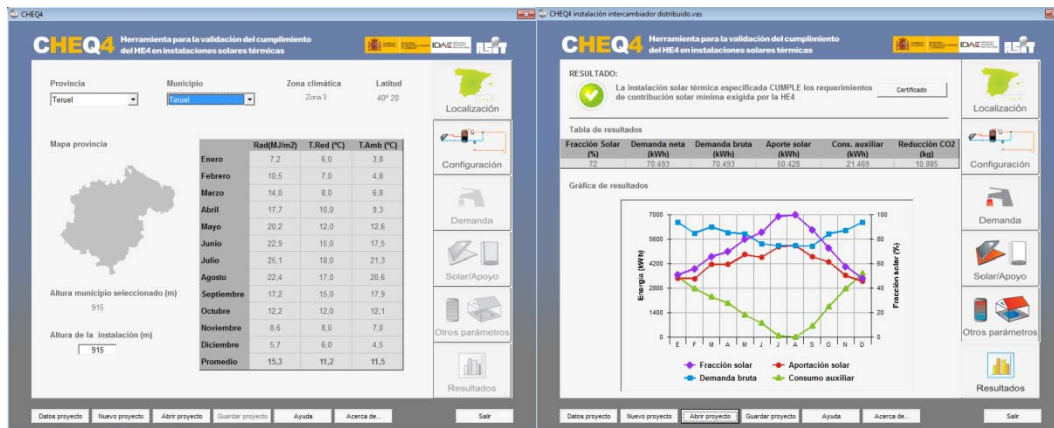 CHEQ4
CHEQ4 Herramienta para la validación del cumplimiento
del HE4 en instalaciones solares térmicas
IDAE
ASIT
Provincia Municipio Zona climática Latitud
Teruel Teruel Zona 3 40º 20
Mapa provincia
Rad(MJ/m2) T.Red (ºC) T.Amb (ºC)
Enero 7,2 6,0 3,8
Febrero 10,5 7,0 4,8
Marzo 14,0 8,0 6,8
Abril 17,7 10,0 9,3
Mayo 20,2 12,0 12,6
Junio 22,9 15,0 17,5
Julio 25,1 18,0 21,3
Agosto 22,4 17,0 20,6
Septiembre 17,2 15,0 17,9
Octubre 12,2 12,0 12,1
Noviembre 8,6 8,0 7,0
Diciembre 5,7 6,0 4,5
Promedio 15,3 11,2 11,5
Altura municipio seleccionado (m)
915
Altura de la instalación (m)
915
Localización
Configuración
Demanda
Solar/Apoyo
Otros parámetros
Resultados
Datos proyecto Nuevo proyecto Abrir proyecto Guardar proyecto Ayuda Acerca de... Salir
CHEQ4 instalación intercambiador distribuido.vas
CHEQ4 Herramienta para la validación del cumplimiento
del HE4 en instalaciones solares térmicas
IDAE
ASIT
RESULTADO:
La instalación solar térmica especificada CUMPLE los requerimientos
de contribución solar mínima exigida por la HE4
Certificado
Tabla de resultados
Fracción Solar (%) Demanda neta (kWh) Demanda bruta (kWh) Aporte solar (kWh) Cons. auxiliar (kWh) Reducción CO2 (kg)
72 70.493 70.493 50.428 21.469 10.885
Gráfica de resultados
Energía (kWh)
7000
5600
4200
2800
1400
0
E F M A M J J A S O N D
100
80
60
40
20
0
Fracción solar (%)
Fracción solar Aportación solar
Demanda bruta Consumo auxiliar
Localización
Configuración
Demanda
Solar/Apoyo
Otros parámetros
Resultados
Datos proyecto Nuevo proyecto Abrir proyecto Guardar proyecto Ayuda Acerca de... Salir